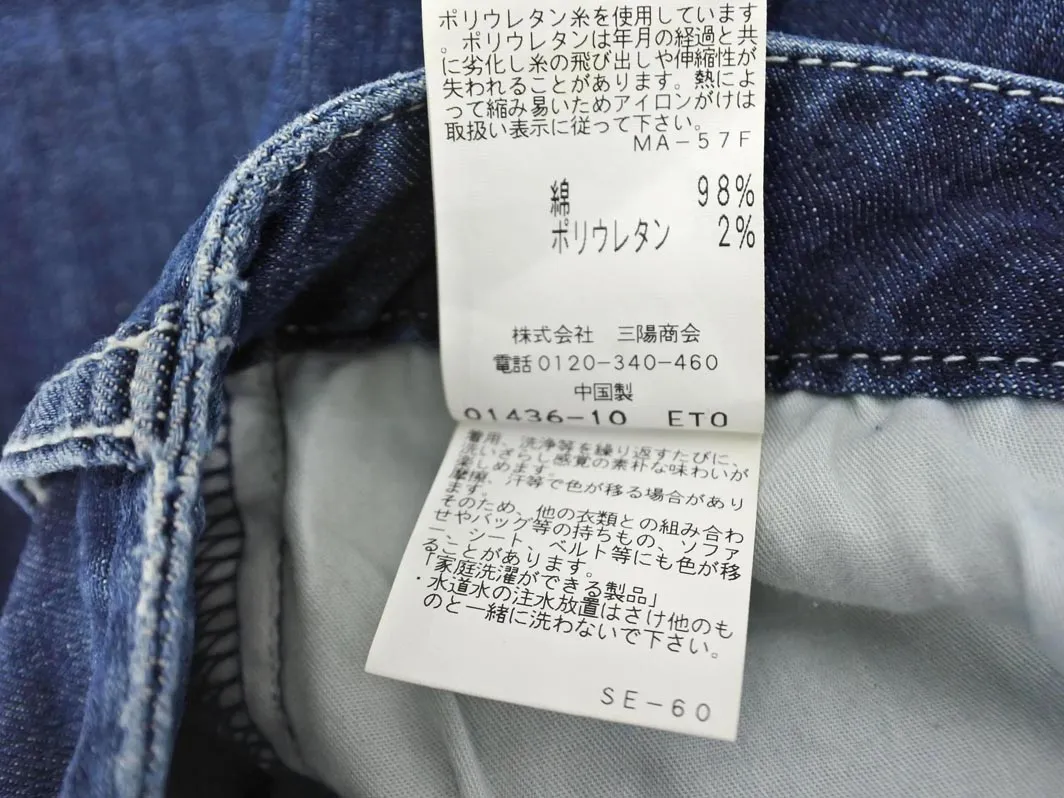 ポリウレタン糸を使用しています
。ポリウレタンは年月の経過と共
に劣化し糸の飛び出しや伸縮性が
失われることがあります。熱によ
って縮み易いためアイロンがけは
取扱い表示に従って下さい。
MA-57F
綿 98%
ポリウレタン 2%
株式会社 三陽商会
電話0120-340-460
中国製
01436-10 ETO
着用、洗浄等を繰り返すたびに、
洗いざらし感覚の素朴な味わいが
楽しめます。
摩擦、汗等で色が移る場合があり
ます。
そのため、他の衣類との組み合わ
せやバッグ等の持ちもの、ソファ
ー、シート、ベルト等にも色が移
ることがあります。
「家庭洗濯ができる製品」
・水道水の注水放置はさけ他のも
のと一緒に洗わないで下さい。
SE-60